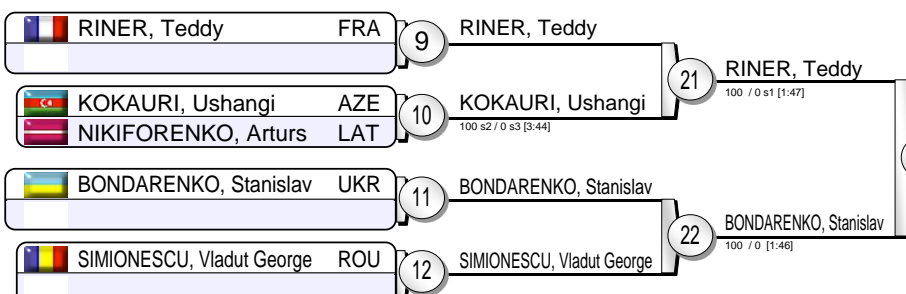 RINER, Teddy FRA
9
RINER, Teddy
21
RINER, Teddy
100 / 0 s1 [1:47]
KOKAURI, Ushangi AZE
NIKIFORENKO, Arturs LAT
10
KOKAURI, Ushangi
100 s2 / 0 s3 [3:44]
BONDARENKO, Stanislav UKR
11
BONDARENKO, Stanislav
22
BONDARENKO, Stanislav
100 / 0 [1:46]
SIMIONESCU, Vladut George ROU
12
SIMIONESCU, Vladut George